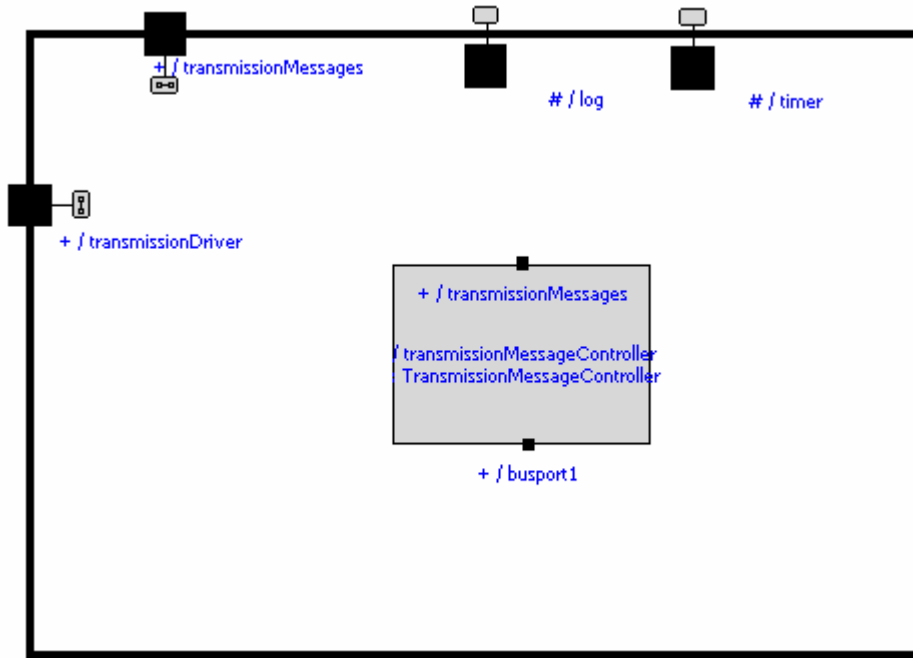 + / transmissionMessages
# / log
# / timer
+ / transmissionDriver
+ / transmissionMessages
/ transmissionMessageController
: TransmissionMessageController
+ / busport1